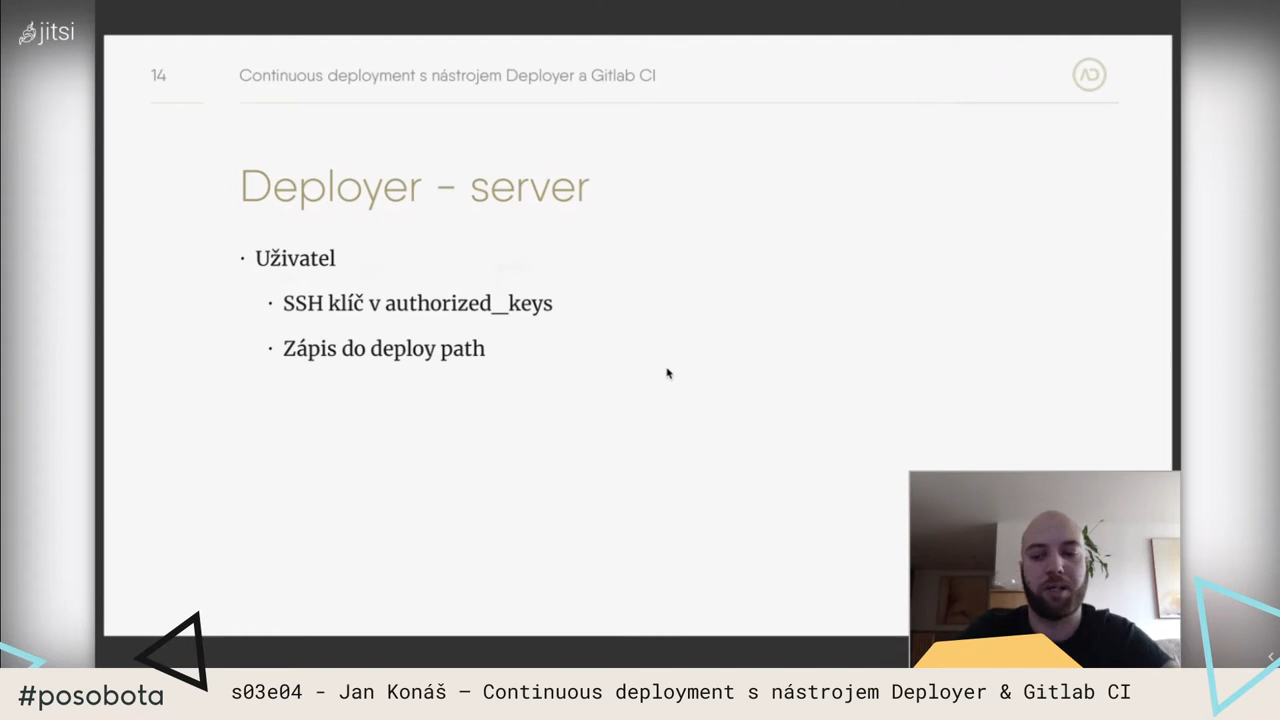 jitsi
14
Continuous deployment s nástrojem Deployer a Gitlab CI
Deployer - server
· Uživatel
· SSH klíč v authorized_keys
· Zápis do deploy path
#posobota
s03e04 - Jan Konáš – Continuous deployment s nástrojem Deployer & Gitlab CI